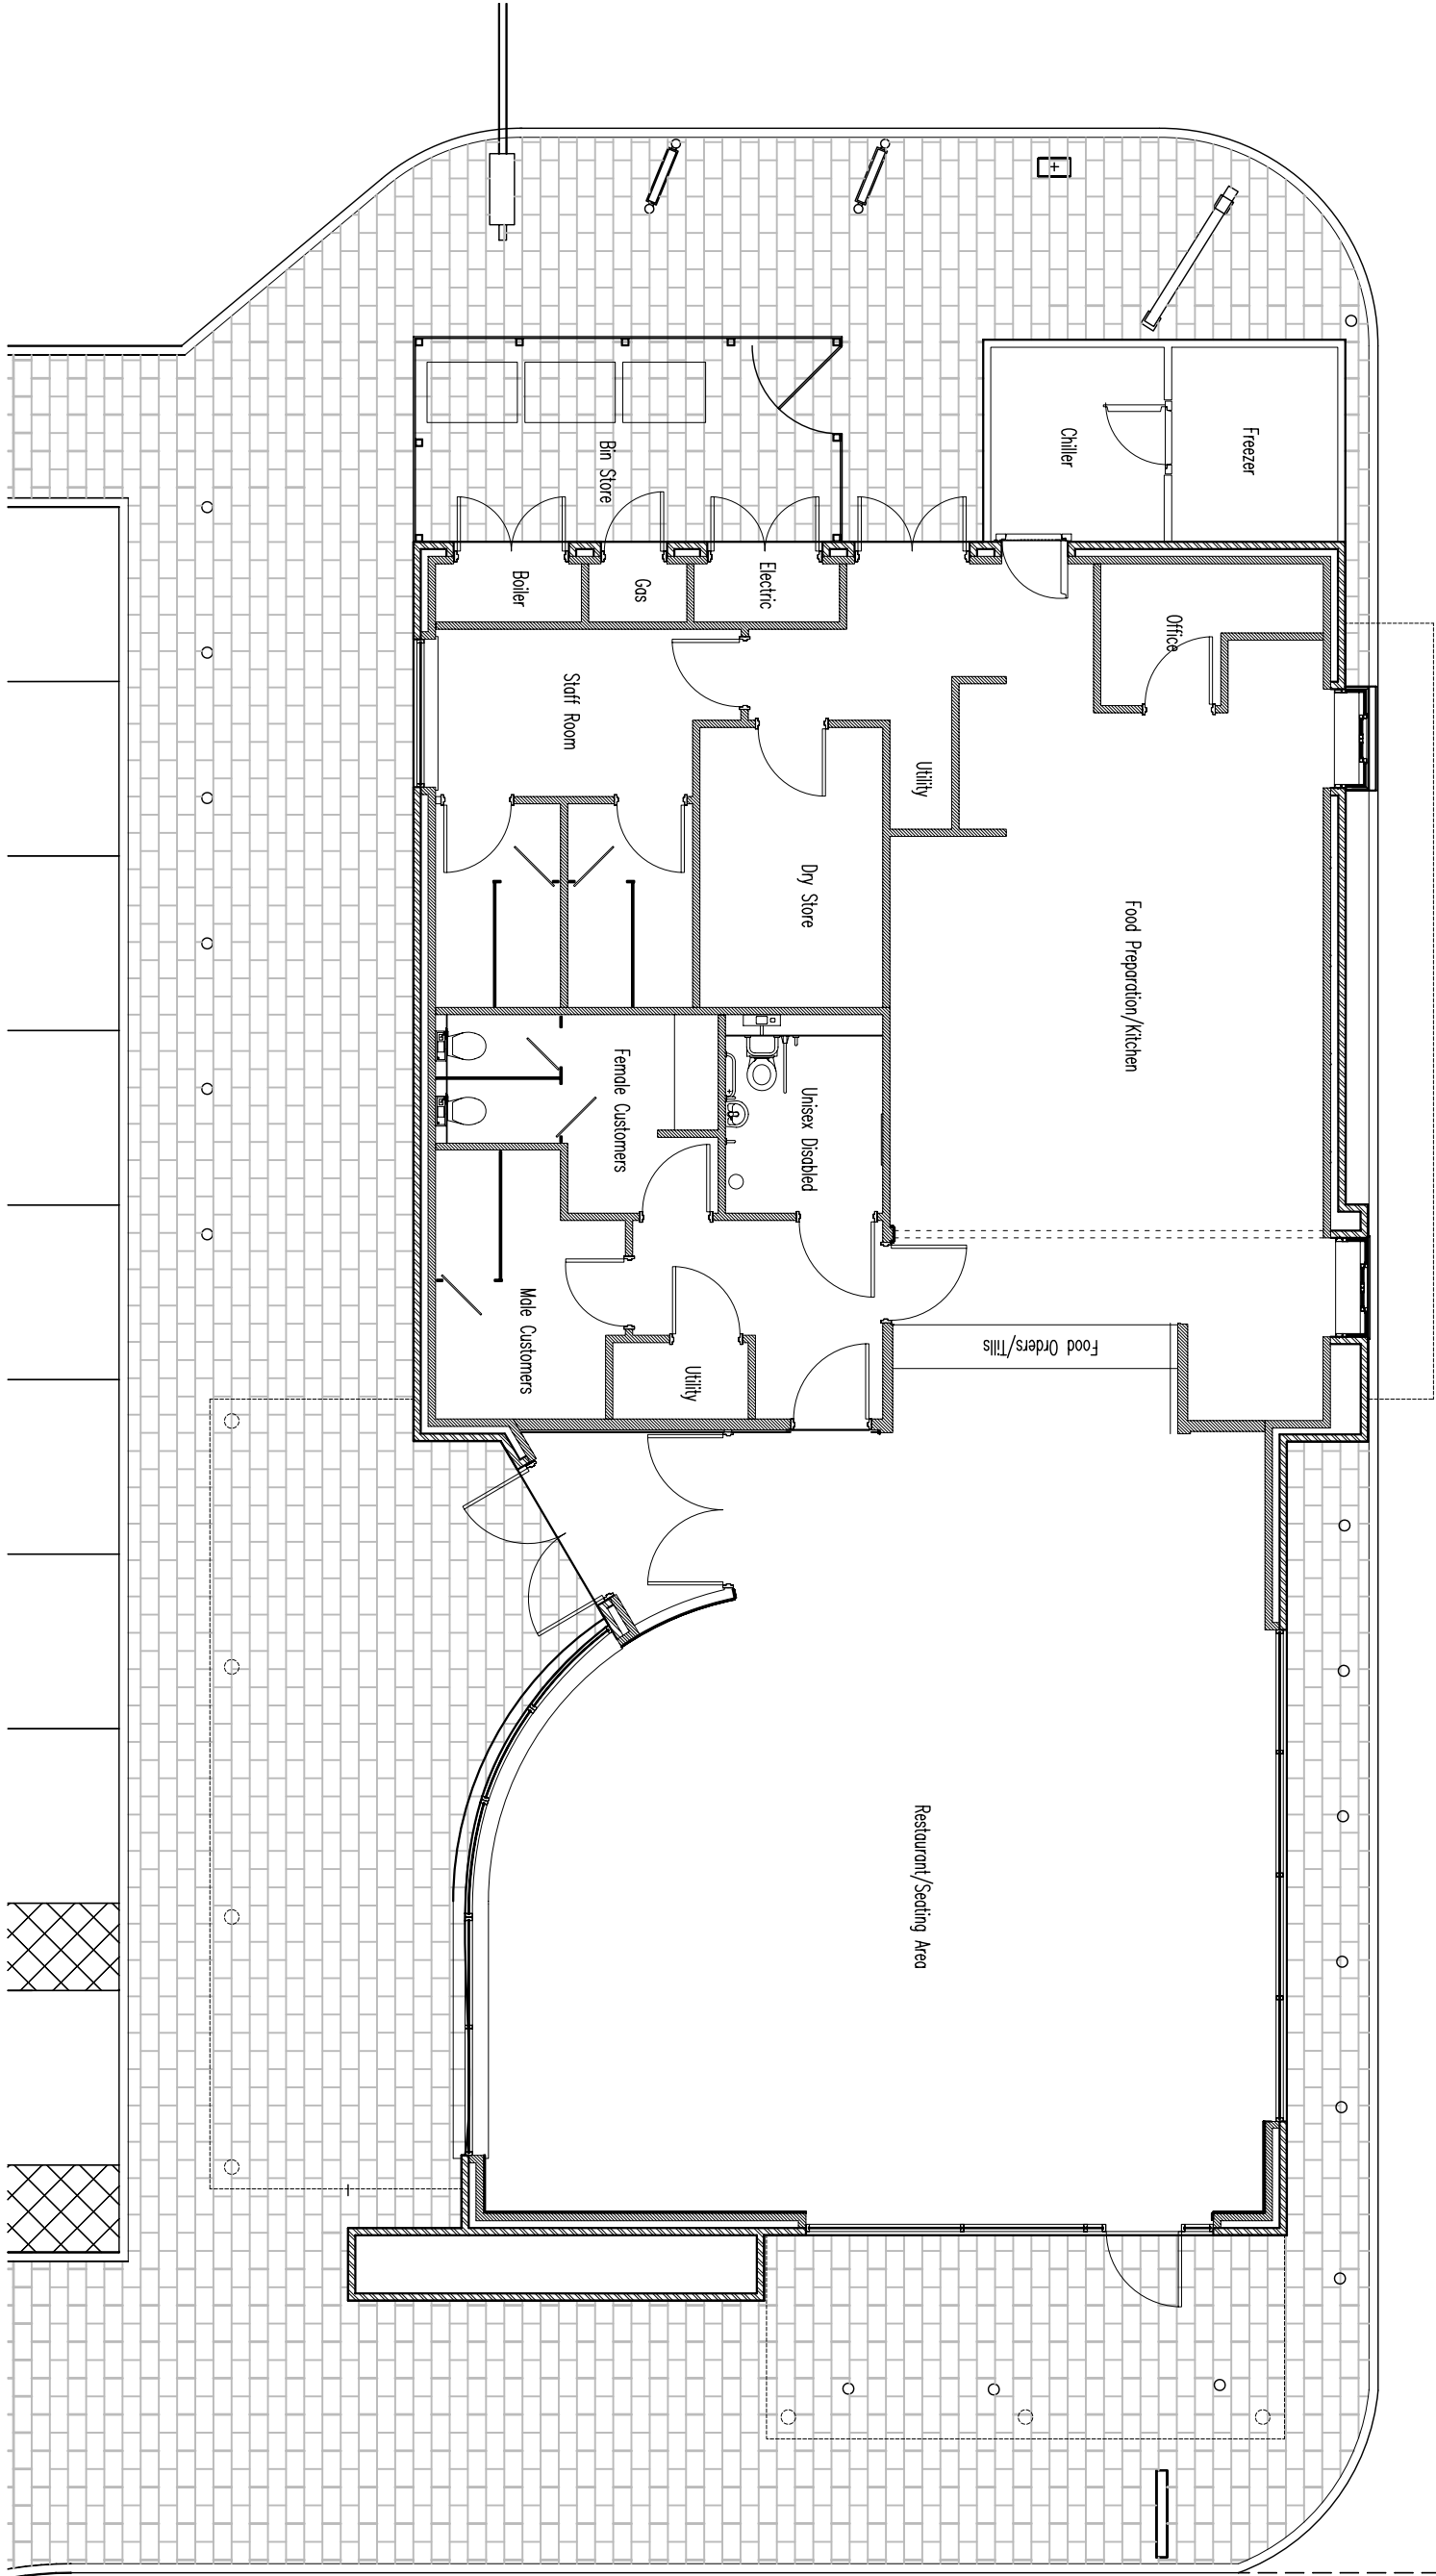 Freezer
Chiller
Bin Store
Boiler
Gas
Electric
Office
Staff Room
Utility
Dry Store
Food Preparation/Kitchen
Female Customers
Unisex Disabled
Male Customers
Utility
Food Orders/Tills
Restaurant/Seating Area